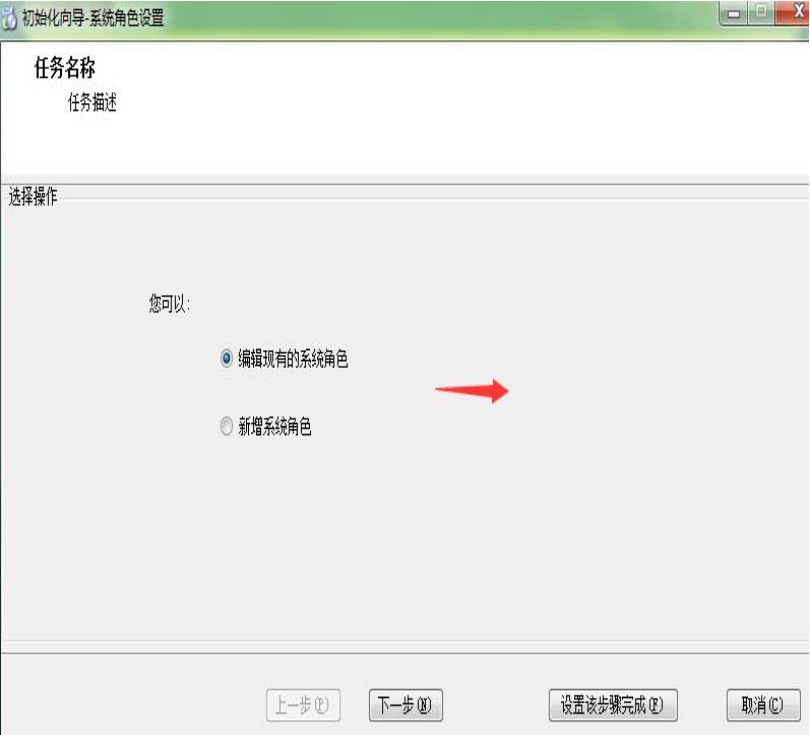 初始化向导-系统角色设置
任务名称
任务描述
选择操作
您可以:
编辑现有的系统角色
新增系统角色
上一步(P) 下一步(N) 设置该步骤完成(F) 取消(C)